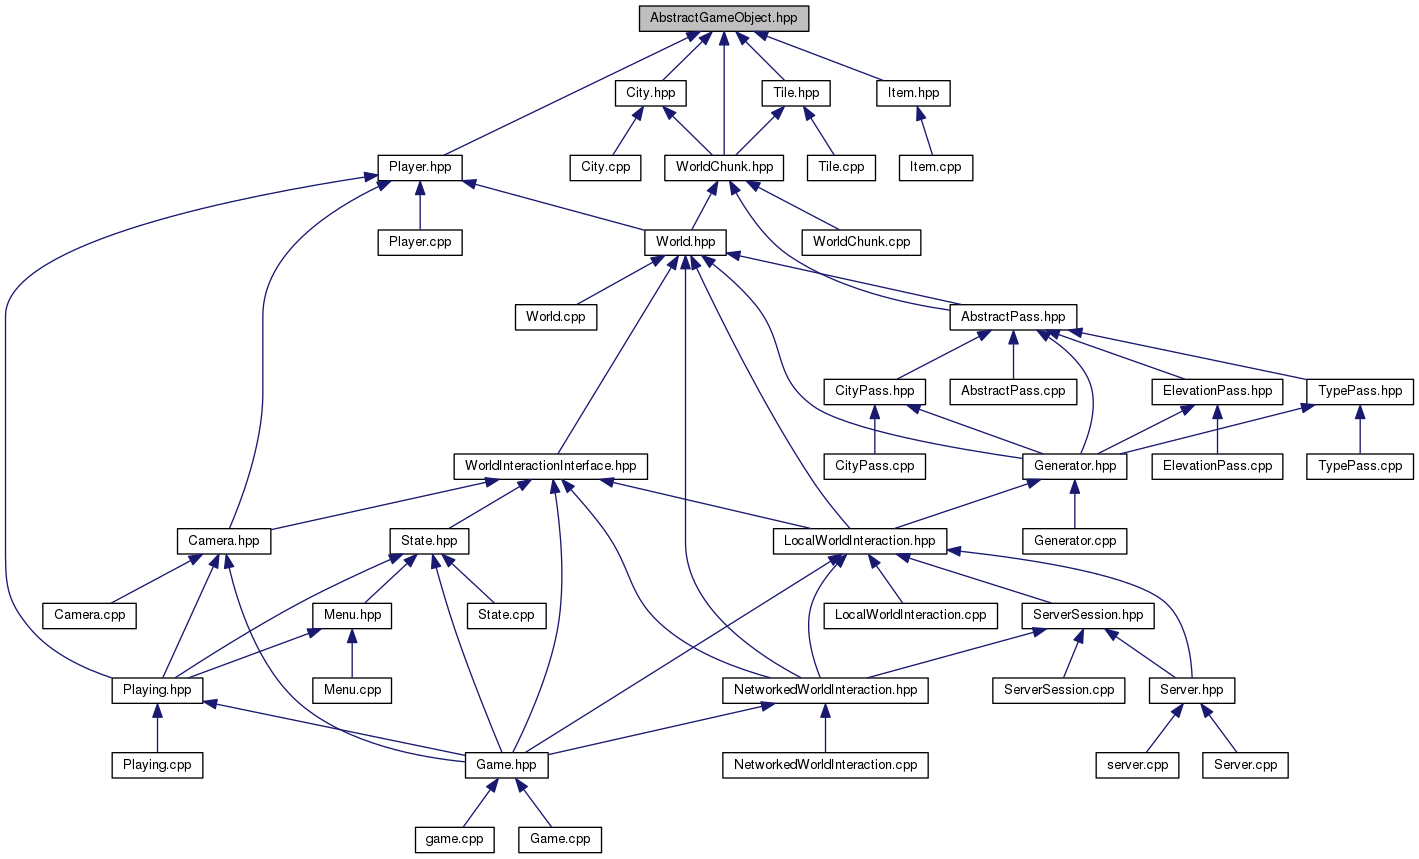 AbstractGameObject.hpp
City.hpp
Tile.hpp
Item.hpp
Player.hpp
City.cpp
WorldChunk.hpp
Tile.cpp
Item.cpp
Player.cpp
World.hpp
WorldChunk.cpp
World.cpp
AbstractPass.hpp
CityPass.hpp
AbstractPass.cpp
ElevationPass.hpp
TypePass.hpp
WorldInteractionInterface.hpp
CityPass.cpp
Generator.hpp
ElevationPass.cpp
TypePass.cpp
Camera.hpp
State.hpp
LocalWorldInteraction.hpp
Generator.cpp
Camera.cpp
Menu.hpp
State.cpp
LocalWorldInteraction.cpp
ServerSession.hpp
Playing.hpp
Menu.cpp
NetworkedWorldInteraction.hpp
ServerSession.cpp
Server.hpp
Playing.cpp
Game.hpp
NetworkedWorldInteraction.cpp
server.cpp
Server.cpp
game.cpp
Game.cpp